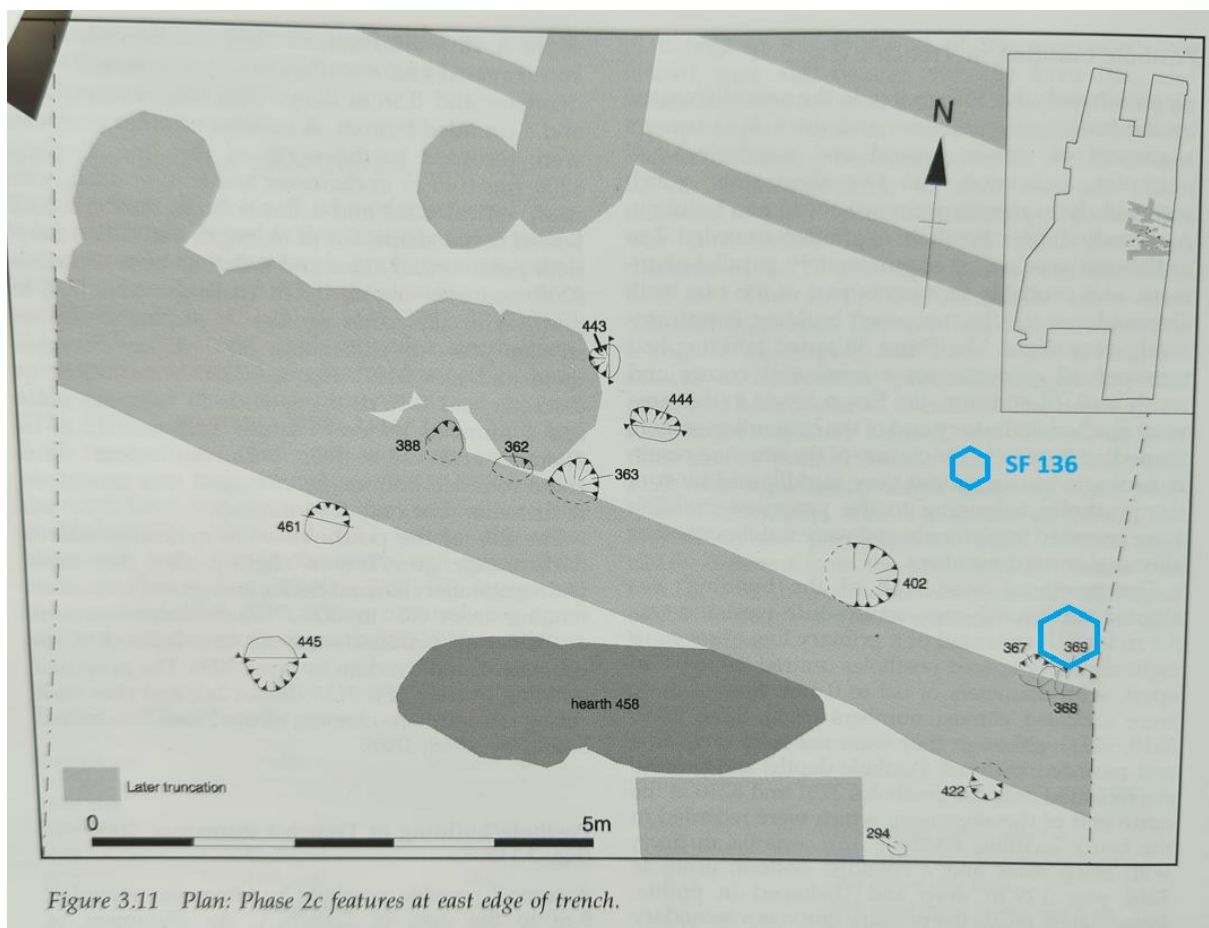 N
443
444
388
362
363
SF 136
461
402
445
367
369
368
hearth 458
422
Later truncation
0
5m
294
Figure 3.11 Plan: Phase 2c features at east edge of trench.